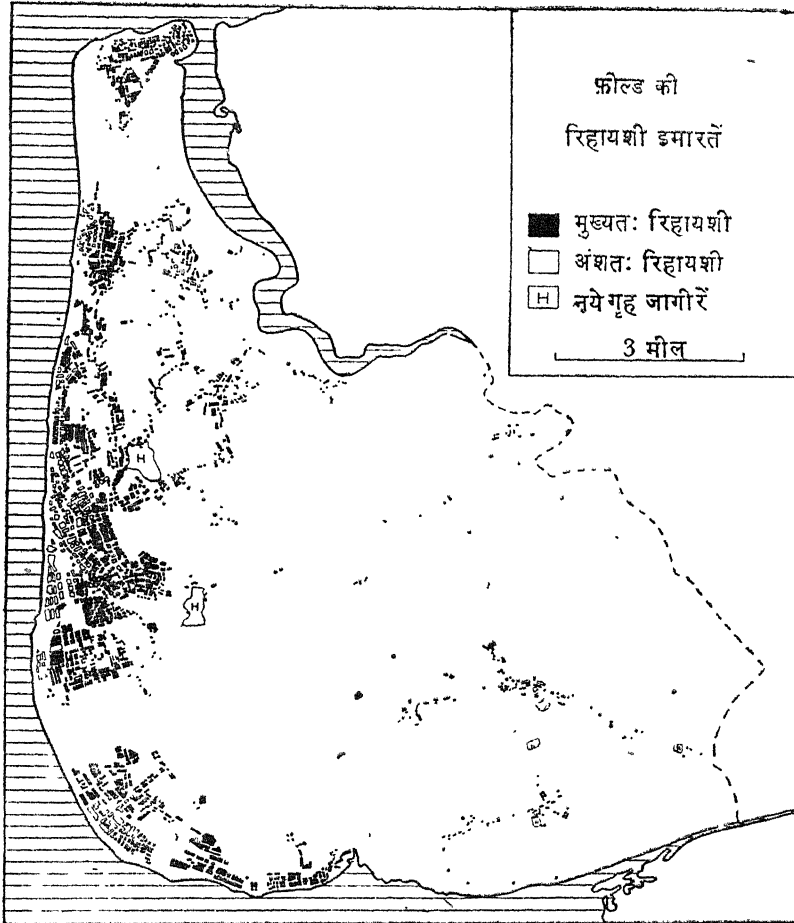 फ़ोल्ड की
रिहायशी इमारतें
मुख्यतः रिहायशी
अंशतः रिहायशी
H नये गृह जागीरें
3 मील
H
H
H